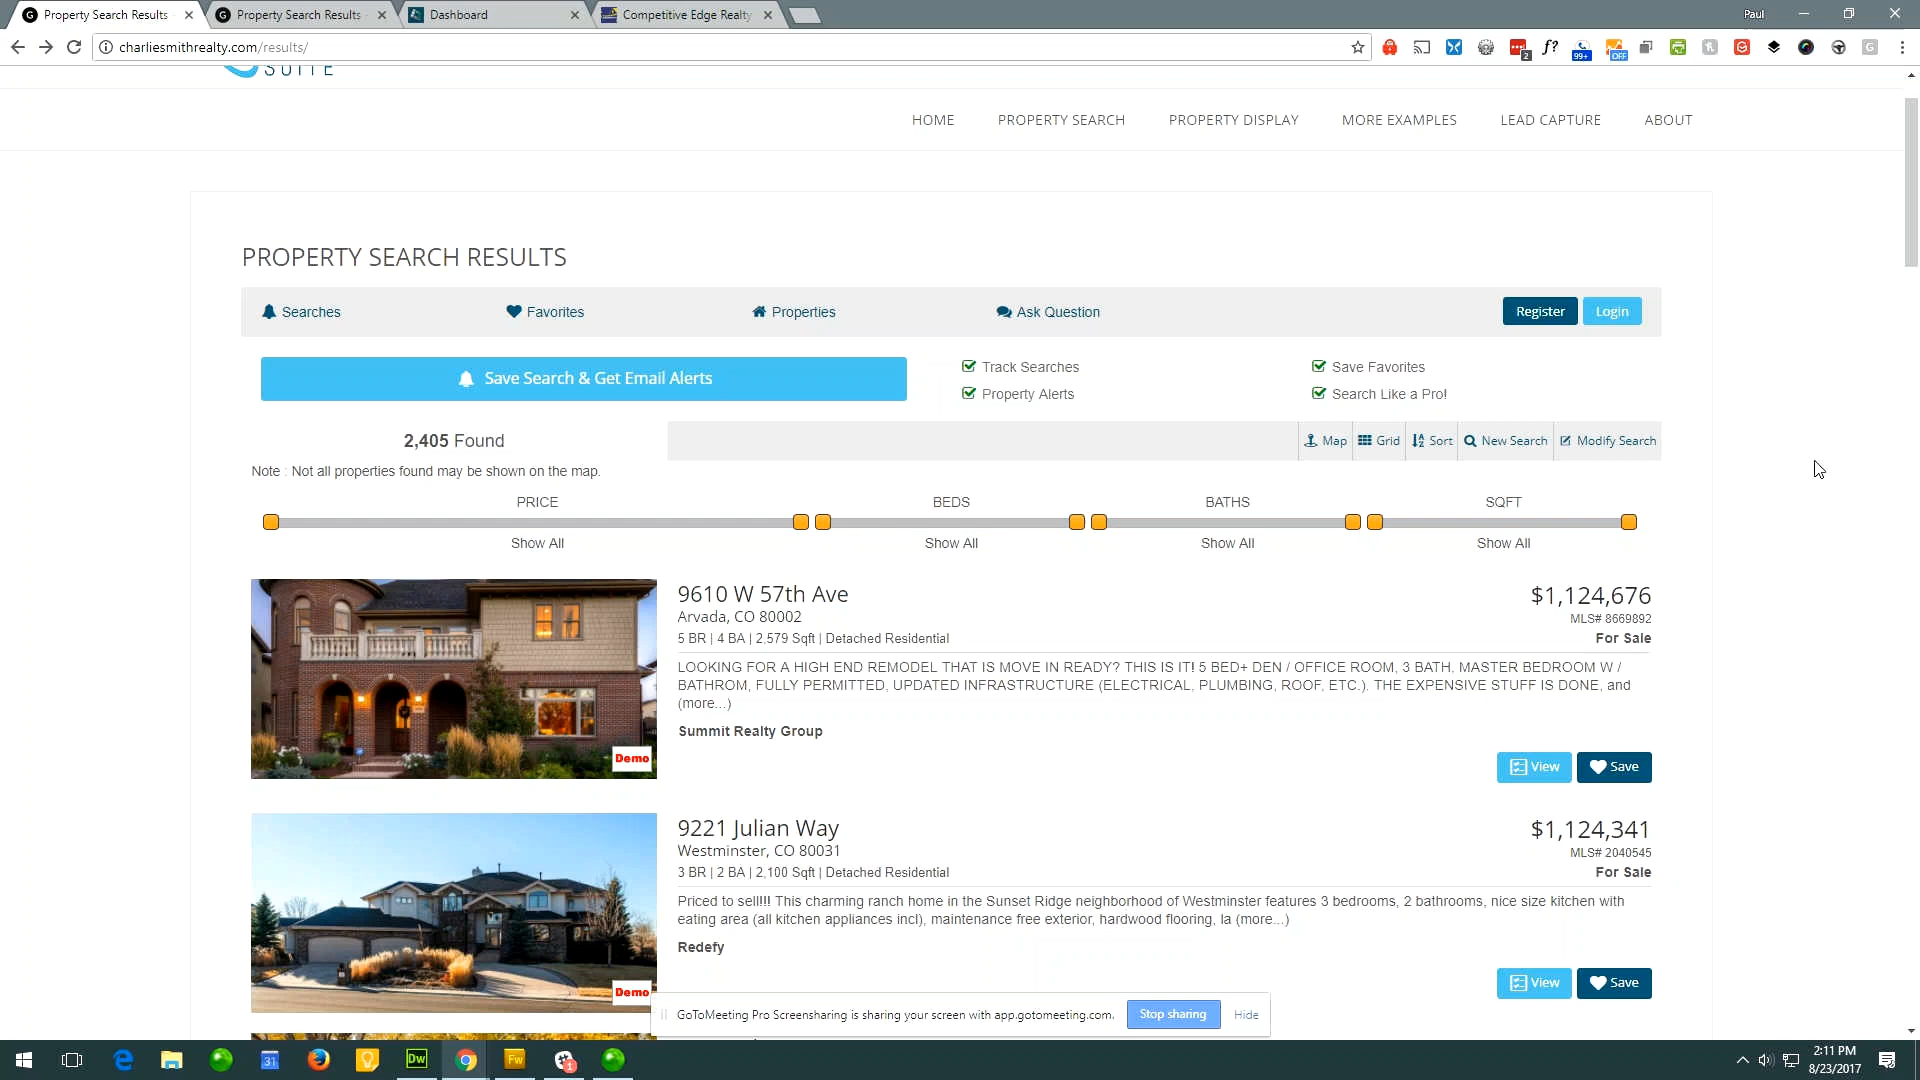 Property Search Results
Property Search Results
Dashboard
Competitive Edge Realty
Paul
charliesmithrealty.com/results/
2
99+
OFF
SUITE
HOME
PROPERTY SEARCH
PROPERTY DISPLAY
MORE EXAMPLES
LEAD CAPTURE
ABOUT
PROPERTY SEARCH RESULTS
Searches
Favorites
Properties
Ask Question
Register
Login
Save Search & Get Email Alerts
Track Searches
Save Favorites
Property Alerts
Search Like a Pro!
2,405 Found
Map
Grid
Sort
New Search
Modify Search
Note : Not all properties found may be shown on the map.
PRICE
BEDS
BATHS
SQFT
Show All
Show All
Show All
Show All
9610 W 57th Ave
$1,124,676
Arvada, CO 80002
MLS# 8669892
5 BR | 4 BA | 2,579 Sqft | Detached Residential
For Sale
LOOKING FOR A HIGH END REMODEL THAT IS MOVE IN READY? THIS IS IT! 5 BED+ DEN / OFFICE ROOM, 3 BATH, MASTER BEDROOM W /
BATHROM, FULLY PERMITTED, UPDATED INFRASTRUCTURE (ELECTRICAL, PLUMBING, ROOF, ETC.). THE EXPENSIVE STUFF IS DONE, and
(more...)
Summit Realty Group
Demo
View
Save
9221 Julian Way
$1,124,341
Westminster, CO 80031
MLS# 2040545
3 BR | 2 BA | 2,100 Sqft | Detached Residential
For Sale
Priced to sell!!! This charming ranch home in the Sunset Ridge neighborhood of Westminster features 3 bedrooms, 2 bathrooms, nice size kitchen with
eating area (all kitchen appliances incl), maintenance free exterior, hardwood flooring, la (more...)
Redefy
View
Save
Demo
GoToMeeting Pro Screensharing is sharing your screen with app.gotomeeting.com.
Stop sharing
Hide
31
Dw
Fw
1
2:11 PM
8/23/2017